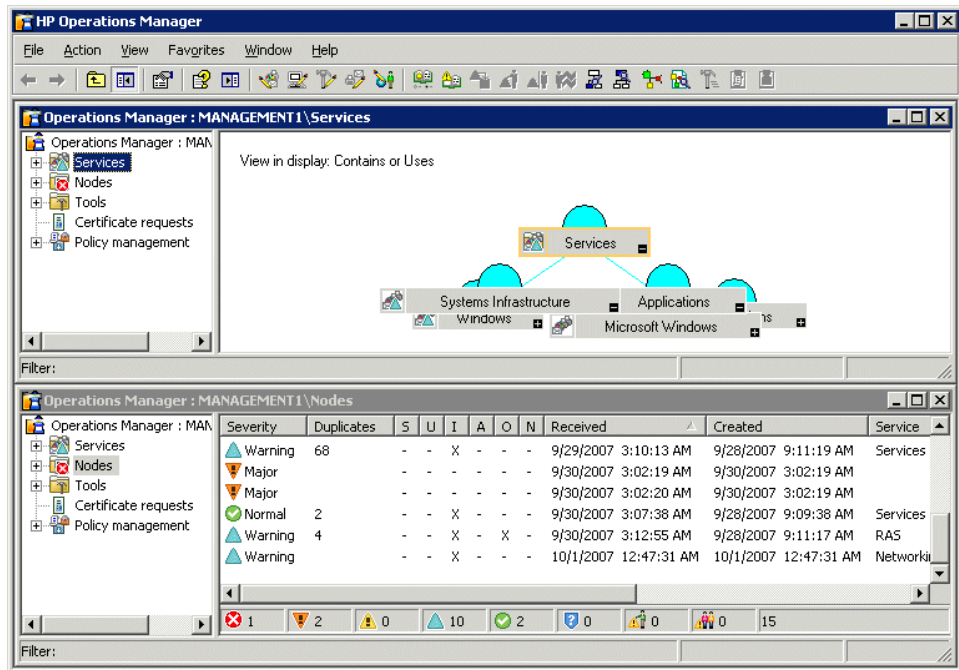 HP Operations Manager
File Action View Favorites Window Help
Operations Manager : MANAGEMENT1\Services
Operations Manager : MAN
Services
Nodes
Tools
Certificate requests
Policy management
View in display: Contains or Uses
Services
Systems Infrastructure
Applications
Windows
Microsoft Windows
Filter:
Operations Manager : MANAGEMENT1\Nodes
Operations Manager : MAN
Services
Nodes
Tools
Certificate requests
Policy management
Severity Duplicates S U I A O N Received Created Service
Warning 68 - - X - - - 9/29/2007 3:10:13 AM 9/28/2007 9:11:19 AM Services
Major - - - - - - 9/30/2007 3:02:19 AM 9/30/2007 3:02:19 AM
Major - - - - - - 9/30/2007 3:02:20 AM 9/30/2007 3:02:19 AM
Normal 2 - - X - - - 9/30/2007 3:07:38 AM 9/28/2007 9:09:38 AM Services
Warning 4 - - X - X - 9/30/2007 3:12:55 AM 9/28/2007 9:11:17 AM RAS
Warning - - X - - - 10/1/2007 12:47:31 AM 10/1/2007 12:47:31 AM Networkin
1 2 0 10 2 0 0 0 15
Filter: